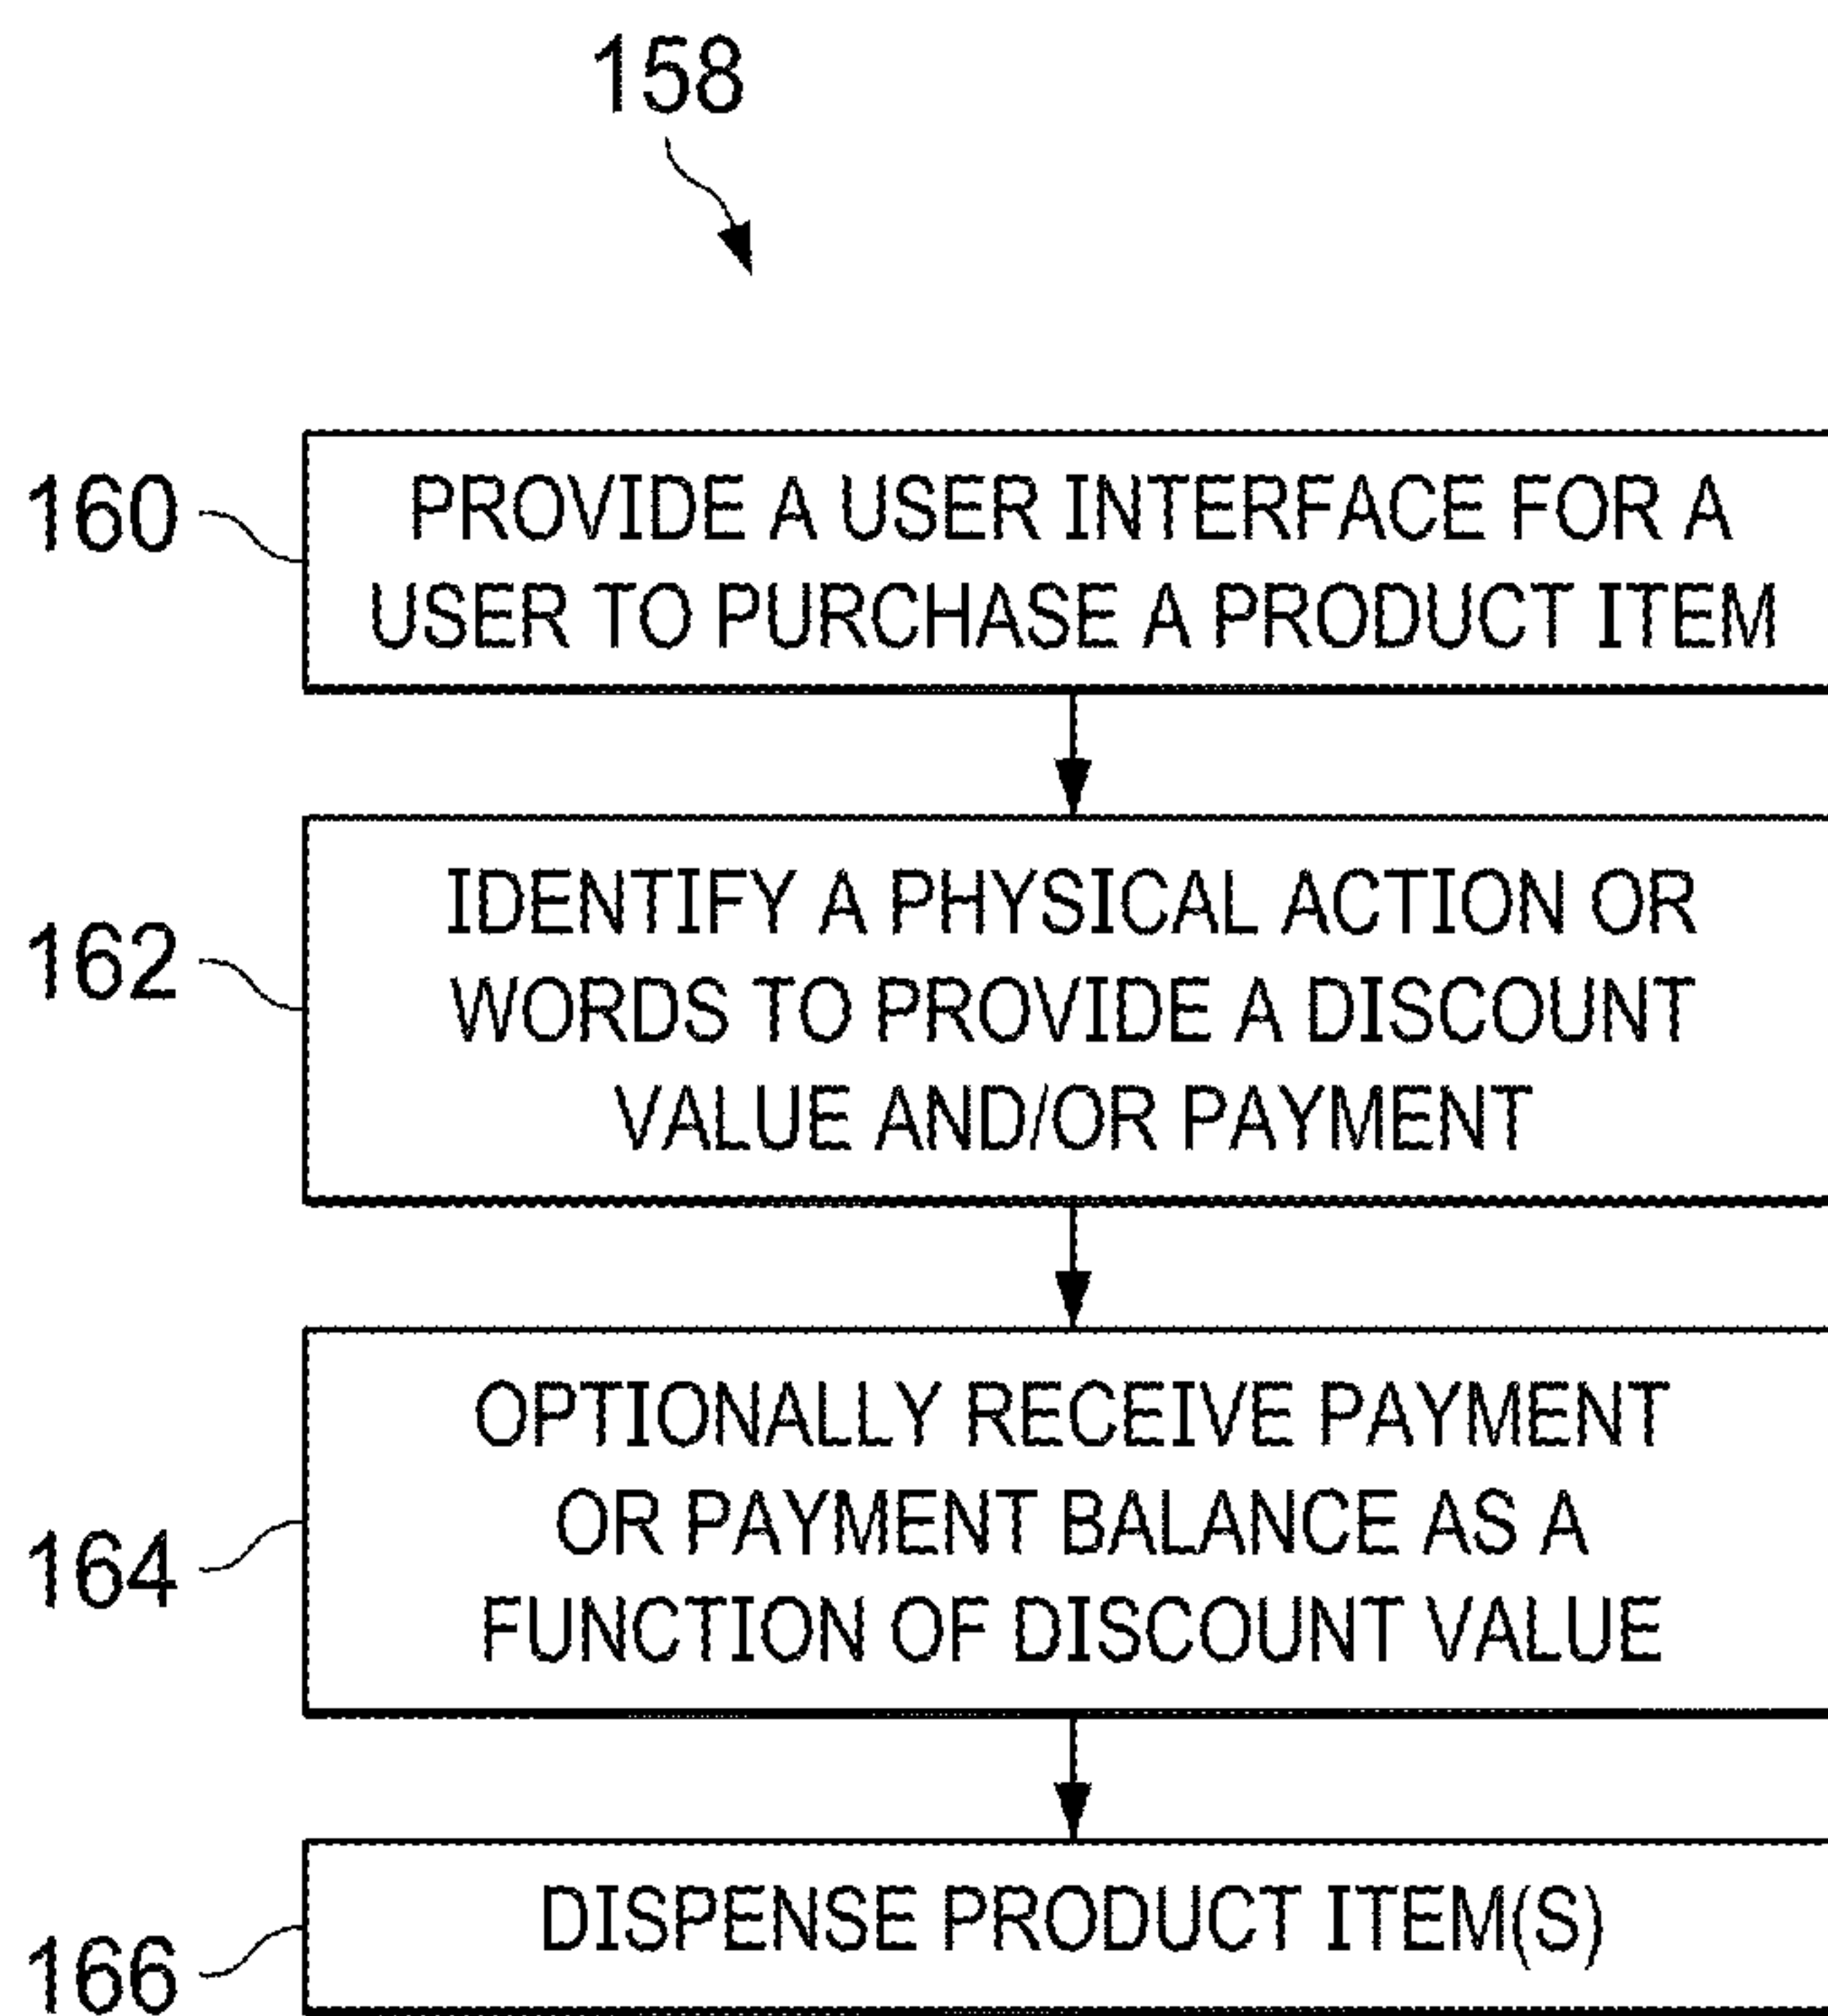 158
160
PROVIDE A USER INTERFACE FOR A
USER TO PURCHASE A PRODUCT ITEM
162
IDENTIFY A PHYSICAL ACTION OR
WORDS TO PROVIDE A DISCOUNT
VALUE AND/OR PAYMENT
164
OPTIONALLY RECEIVE PAYMENT
OR PAYMENT BALANCE AS A
FUNCTION OF DISCOUNT VALUE
166
DISPENSE PRODUCT ITEM(S)